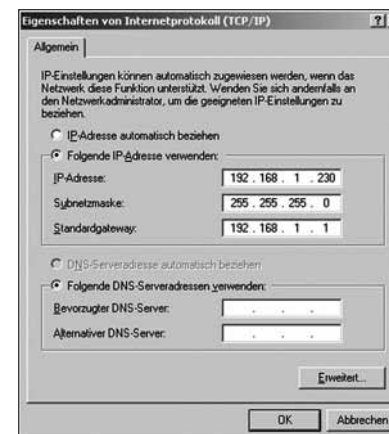 Eigenschaften von Internetprotokoll (TCP/IP)
Allgemein
IP-Einstellungen können automatisch zugewiesen werden, wenn das
Netzwerk diese Funktion unterstützt. Wenden Sie sich andernfalls an
den Netzwerkadministrator, um die geeigneten IP-Einstellungen zu
beziehen.
IP-Adresse automatisch beziehen
Folgende IP-Adresse verwenden:
IP-Adresse: 192 . 168 . 1 . 230
Subnetzmaske: 255 . 255 . 255 . 0
Standardgateway: 192 . 168 . 1 . 1
DNS-Serveradresse automatisch beziehen
Folgende DNS-Serveradressen verwenden:
Bevorzugter DNS-Server: . . .
Alternativer DNS-Server: . . .
Erweitert...
OK Abbrechen